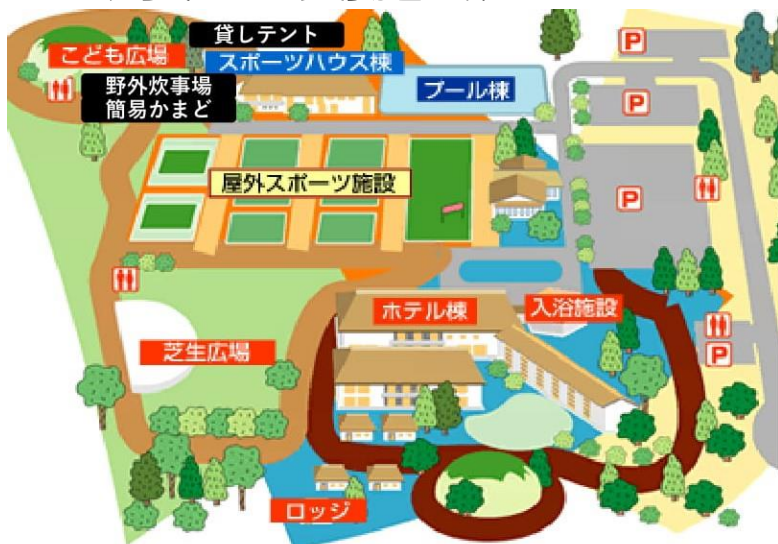 貸しテント
こども広場
スポーツハウス棟
野外炊事場
簡易かまど
プール棟
P
P
屋外スポーツ施設
P
ホテル棟
入浴施設
芝生広場
P
ロッジ